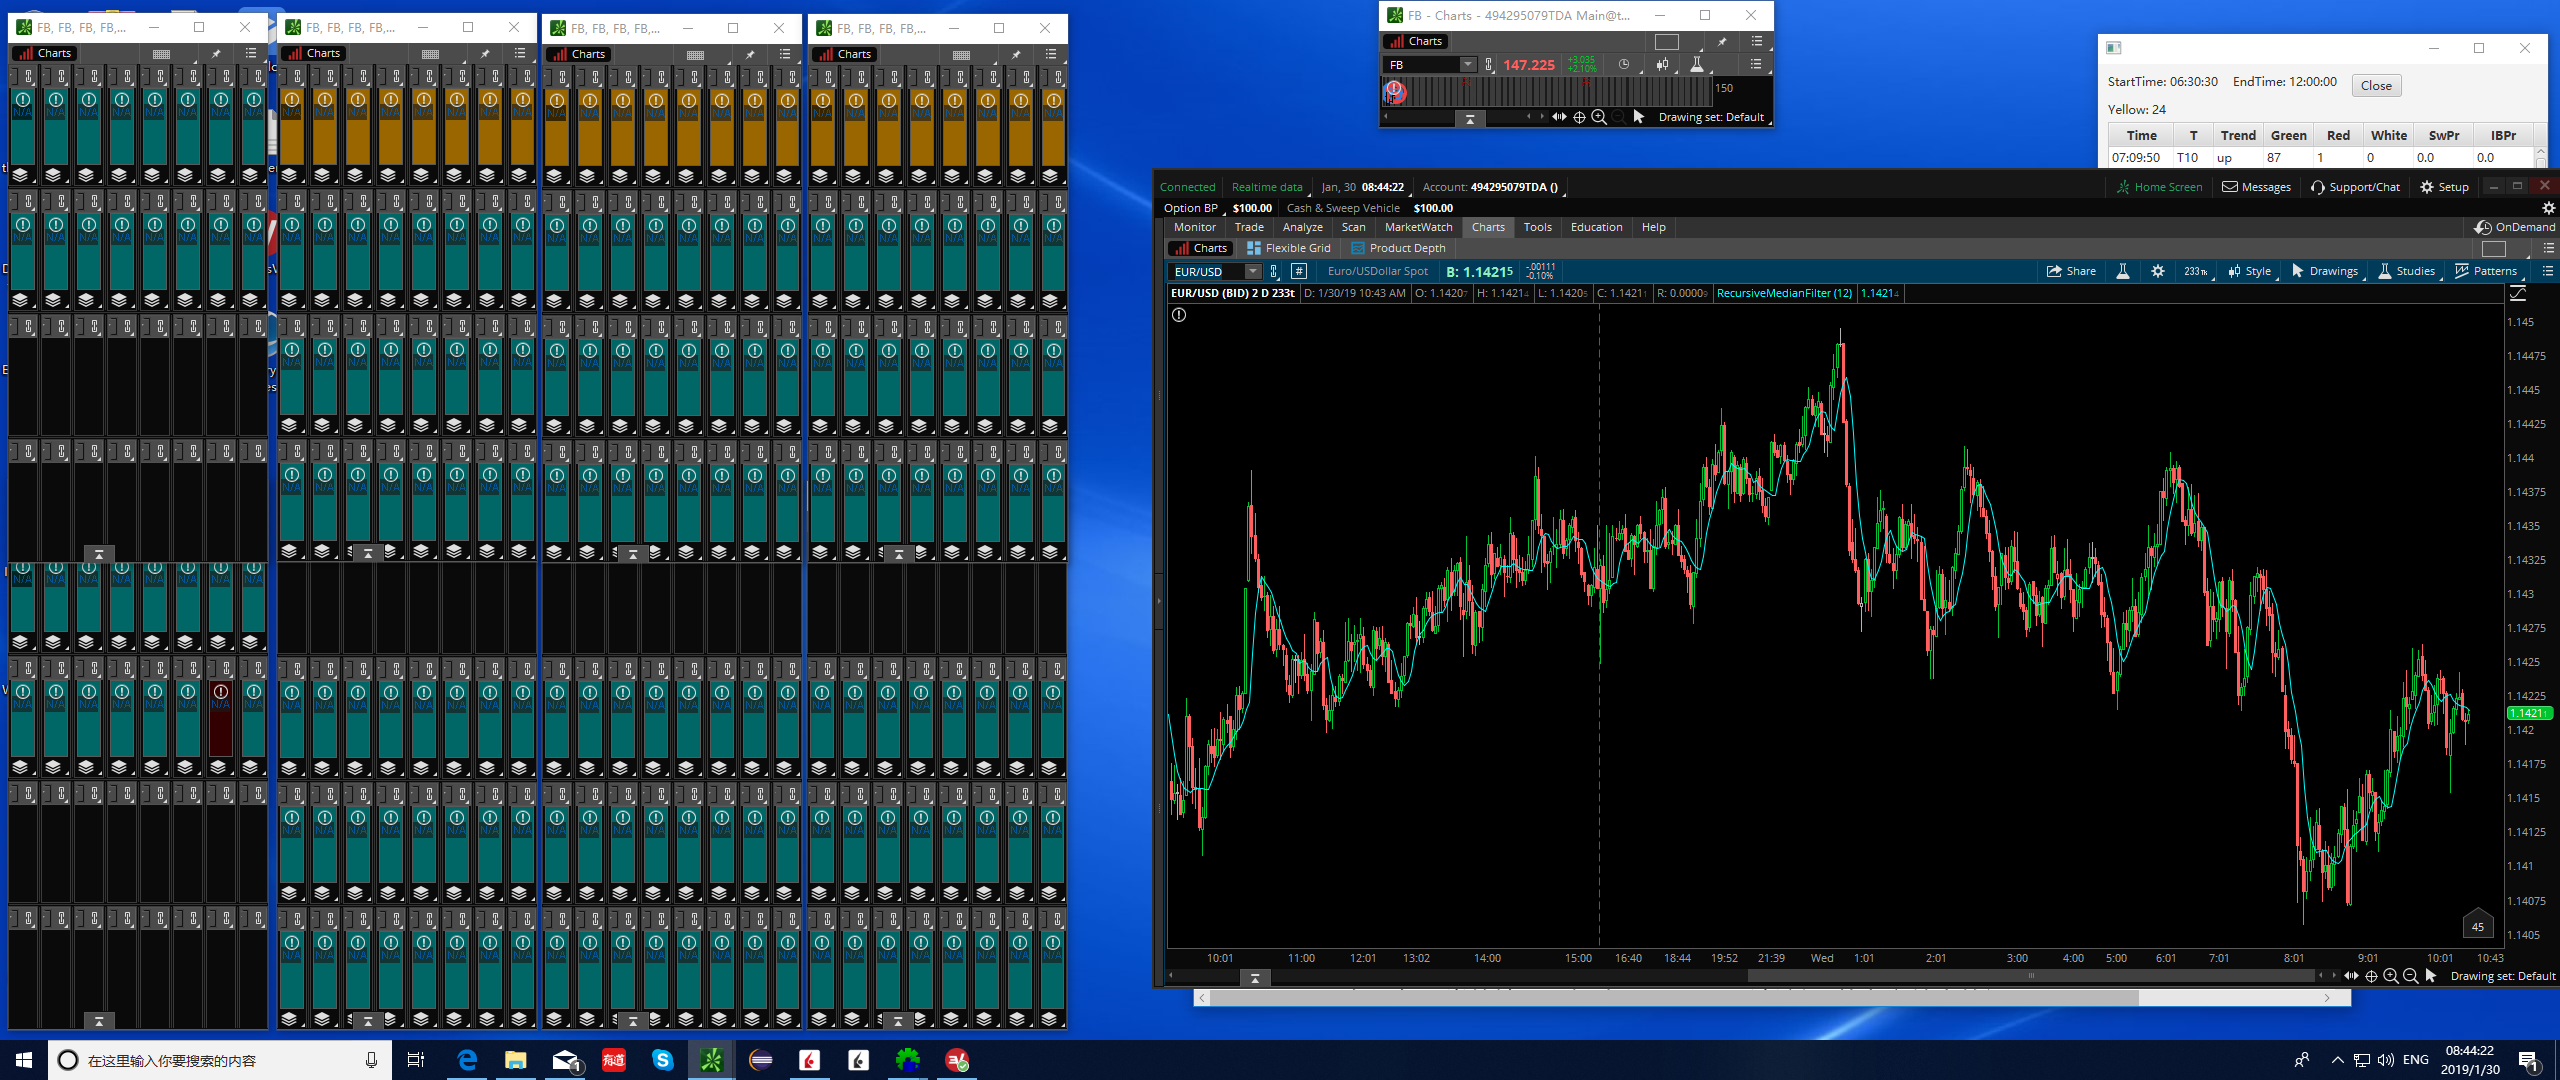 FB, FB, FB, FB,...
Charts
FB, FB, FB, FB,...
Charts
FB, FB, FB, FB,...
Charts
FB, FB, FB, FB,...
Charts
N/A
FB - Charts - 494295079TDA Main@t...
Charts
FB
147.225
+3.035
+2.10%
150
Drawing set: Default
StartTime: 06:30:30 EndTime: 12:00:00 Close
Yellow: 24
Time T Trend Green Red White SwPr IBPr
07:09:50 T10 up 87 1 0 0.0 0.0
Connected Realtime data Jan, 30 08:44:22 Account: 494295079TDA () Home Screen Messages Support/Chat Setup
Option BP $100.00 Cash & Sweep Vehicle $100.00
Monitor Trade Analyze Scan MarketWatch Charts Tools Education Help OnDemand
Charts Flexible Grid Product Depth
EUR/USD # Euro/USDollar Spot B: 1.14215 -.00111 -0.10% Share 233 TK Style Drawings Studies Patterns
EUR/USD (BID) 2 D 233t D: 1/30/19 10:43 AM O: 1.14207 H: 1.14214 L: 1.14205 C: 1.14211 R: 0.00009 RecursiveMedianFilter (12) 1.14214
1.145
1.14475
1.1445
1.14425
1.144
1.14375
1.1435
1.14325
1.143
1.14275
1.1425
1.14225
1.14211
1.142
1.14175
1.1415
1.14125
1.141
1.14075
1.1405
45
10:01 11:00 12:01 13:02 14:00 15:00 16:40 18:44 19:52 21:39 Wed 1:01 2:01 3:00 4:00 5:00 6:01 7:01 8:01 9:01 10:01 10:43
Drawing set: Default
在这里输入你要搜索的内容
有道
ENG
08:44:22
2019/1/30